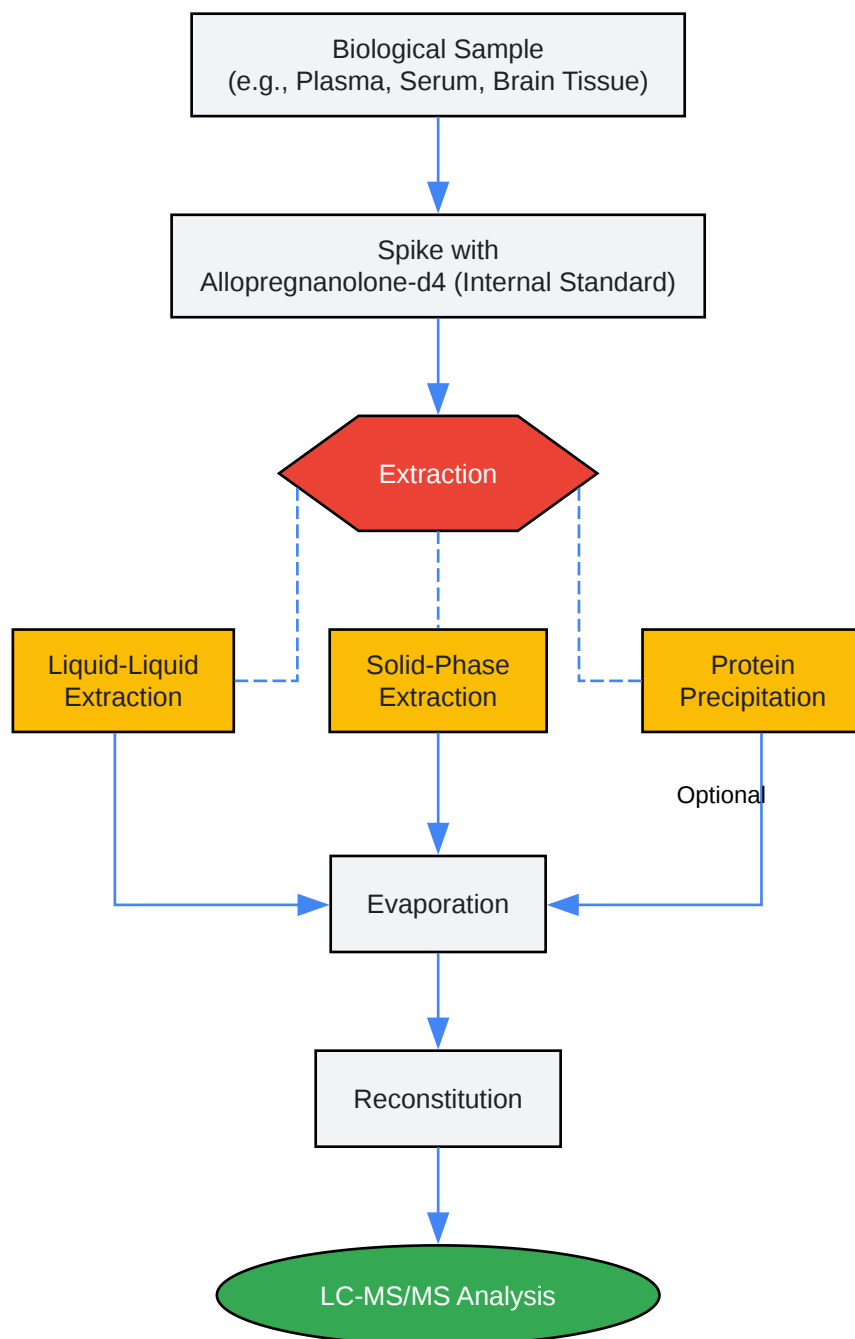 Biological Sample
(e.g., Plasma, Serum, Brain Tissue)
Spike with
Allopregnanolone-d4 (Internal Standard)
Extraction
Liquid-Liquid
Extraction
Solid-Phase
Extraction
Protein
Precipitation
Optional
Evaporation
Reconstitution
LC-MS/MS Analysis